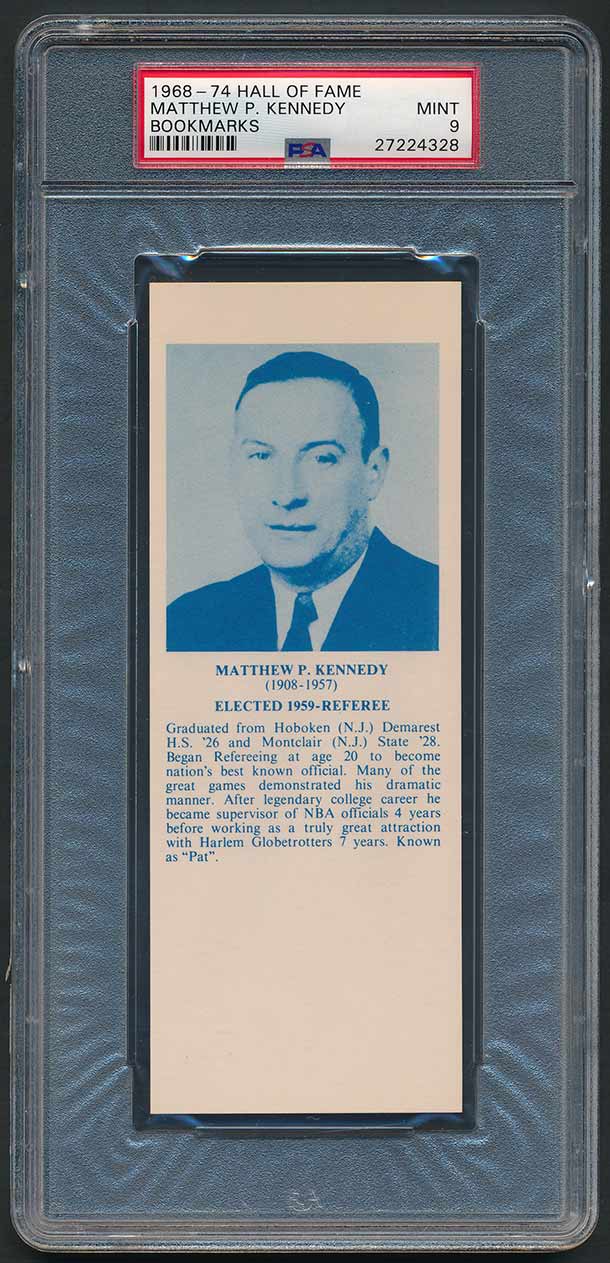 1968-74 HALL OF FAME
MATTHEW P. KENNEDY MINT
BOOKMARKS 9
PSA 27224328
MATTHEW P. KENNEDY
(1908-1957)
ELECTED 1959-REFEREE
Graduated from Hoboken (N.J.) Demarest
H.S. '26 and Montclair (N.J.) State '28.
Began Refereeing at age 20 to become
nation's best known official. Many of the
great games demonstrated his dramatic
manner. After legendary college career he
became supervisor of NBA officials 4 years
before working as a truly great attraction
with Harlem Globetrotters 7 years. Known
as "Pat".